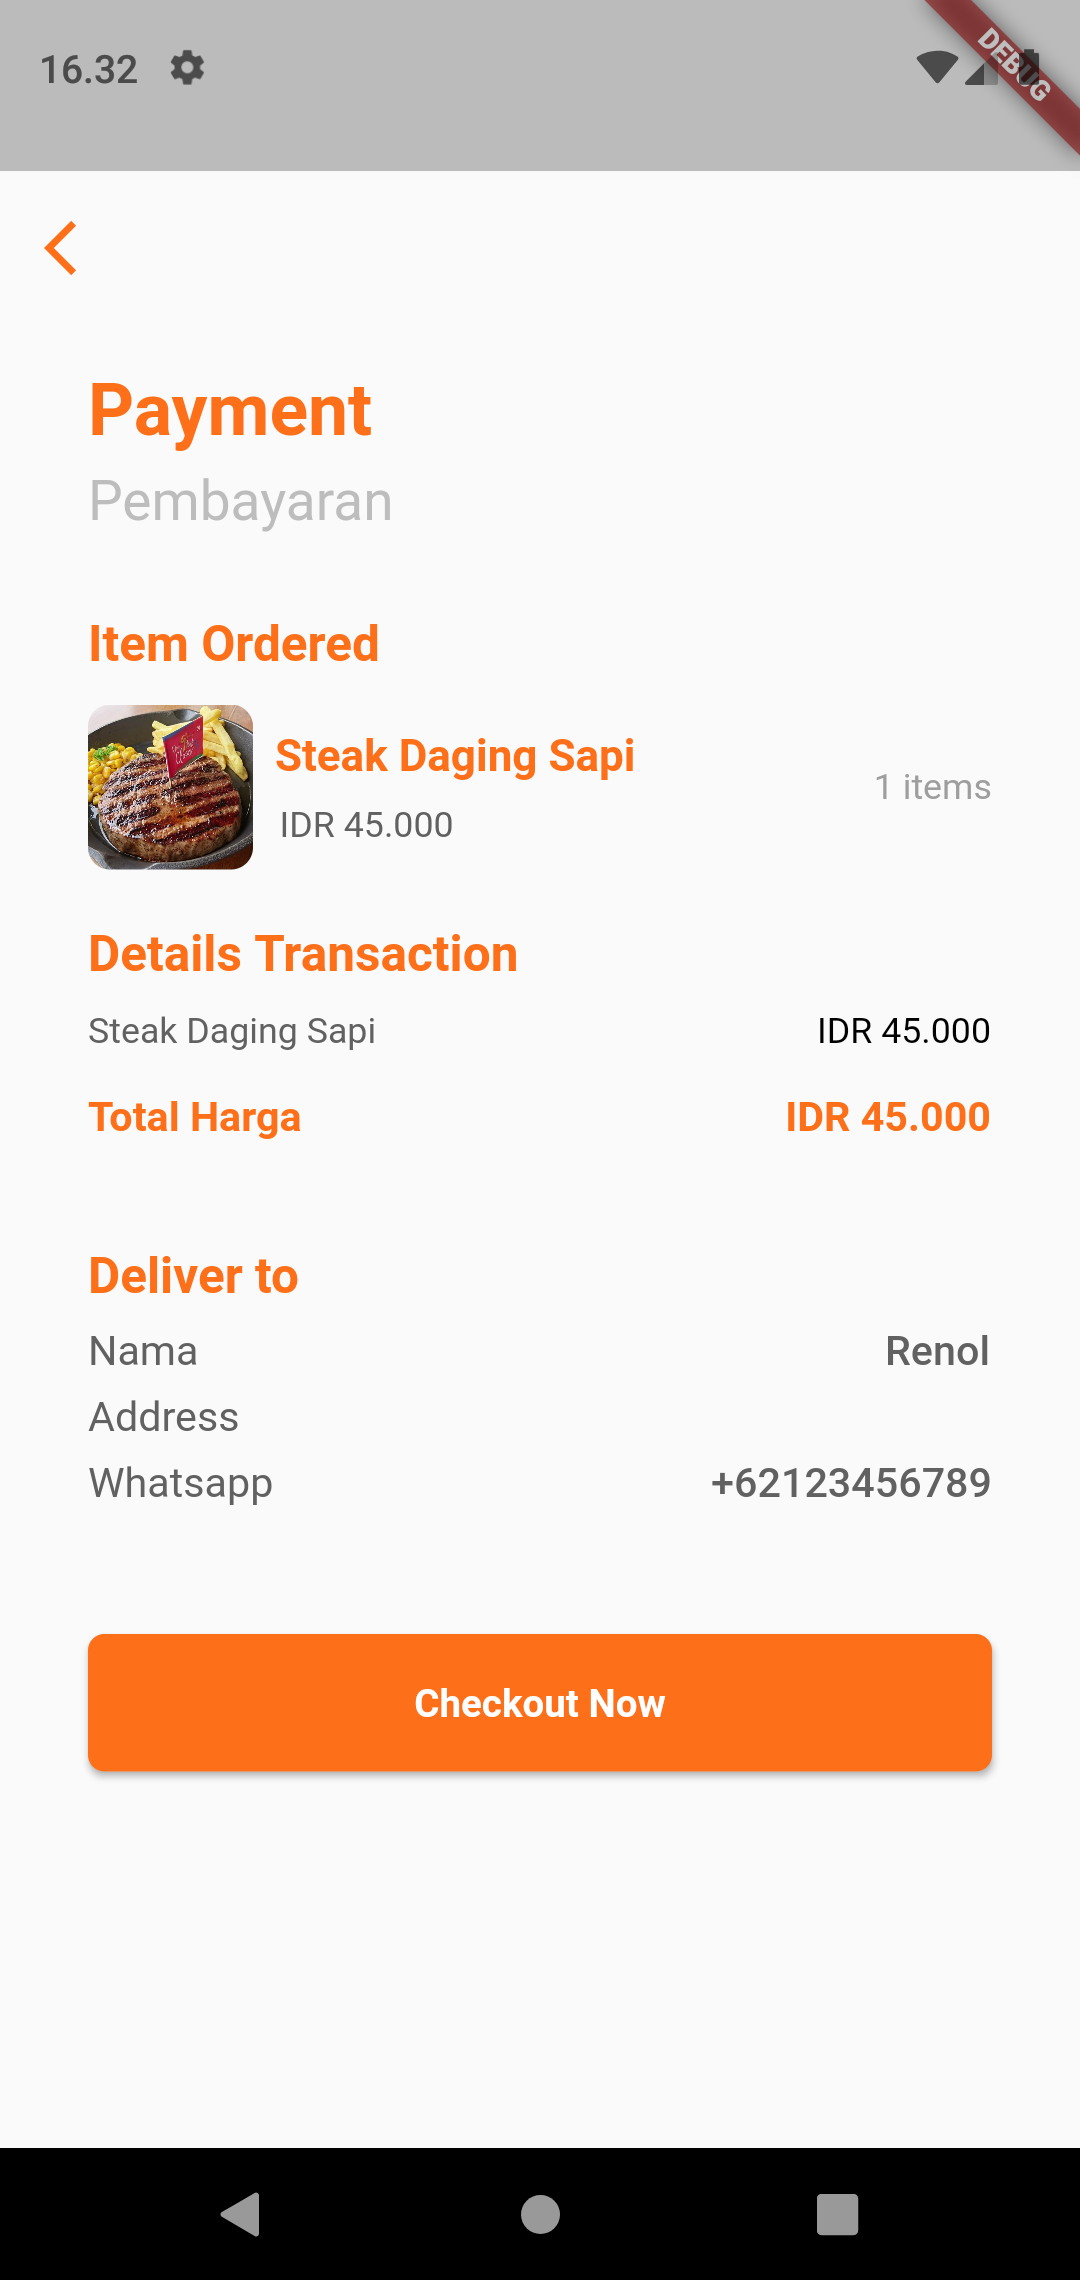 16.32
DEBUG
Payment
Pembayaran
Item Ordered
Steak Daging Sapi
IDR 45.000
1 items
Details Transaction
Steak Daging Sapi
IDR 45.000
Total Harga
IDR 45.000
Deliver to
Nama
Renol
Address
Whatsapp
+62123456789
Checkout Now